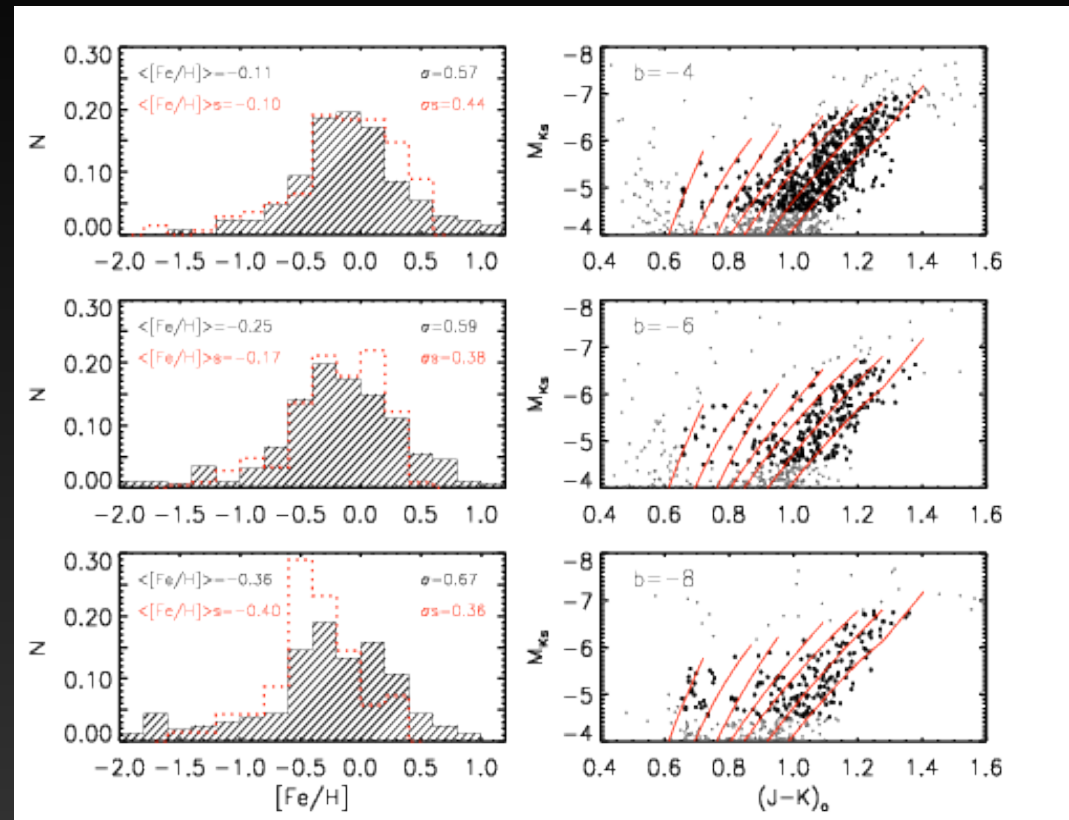 <[Fe/H]>=−0.11 σ=0.57
<[Fe/H]>s=−0.10 σs=0.44
N
0.30
0.20
0.10
0.00
−2.0 −1.5 −1.0 −0.5 0.0 0.5 1.0
b=−4
M_Ks
−8
−7
−6
−5
−4
0.4 0.6 0.8 1.0 1.2 1.4 1.6
<[Fe/H]>=−0.25 σ=0.59
<[Fe/H]>s=−0.17 σs=0.38
N
0.30
0.20
0.10
0.00
−2.0 −1.5 −1.0 −0.5 0.0 0.5 1.0
b=−6
M_Ks
−8
−7
−6
−5
−4
0.4 0.6 0.8 1.0 1.2 1.4 1.6
<[Fe/H]>=−0.36 σ=0.67
<[Fe/H]>s=−0.40 σs=0.36
N
0.30
0.20
0.10
0.00
−2.0 −1.5 −1.0 −0.5 0.0 0.5 1.0
[Fe/H]
b=−8
M_Ks
−8
−7
−6
−5
−4
0.4 0.6 0.8 1.0 1.2 1.4 1.6
(J−K)₀